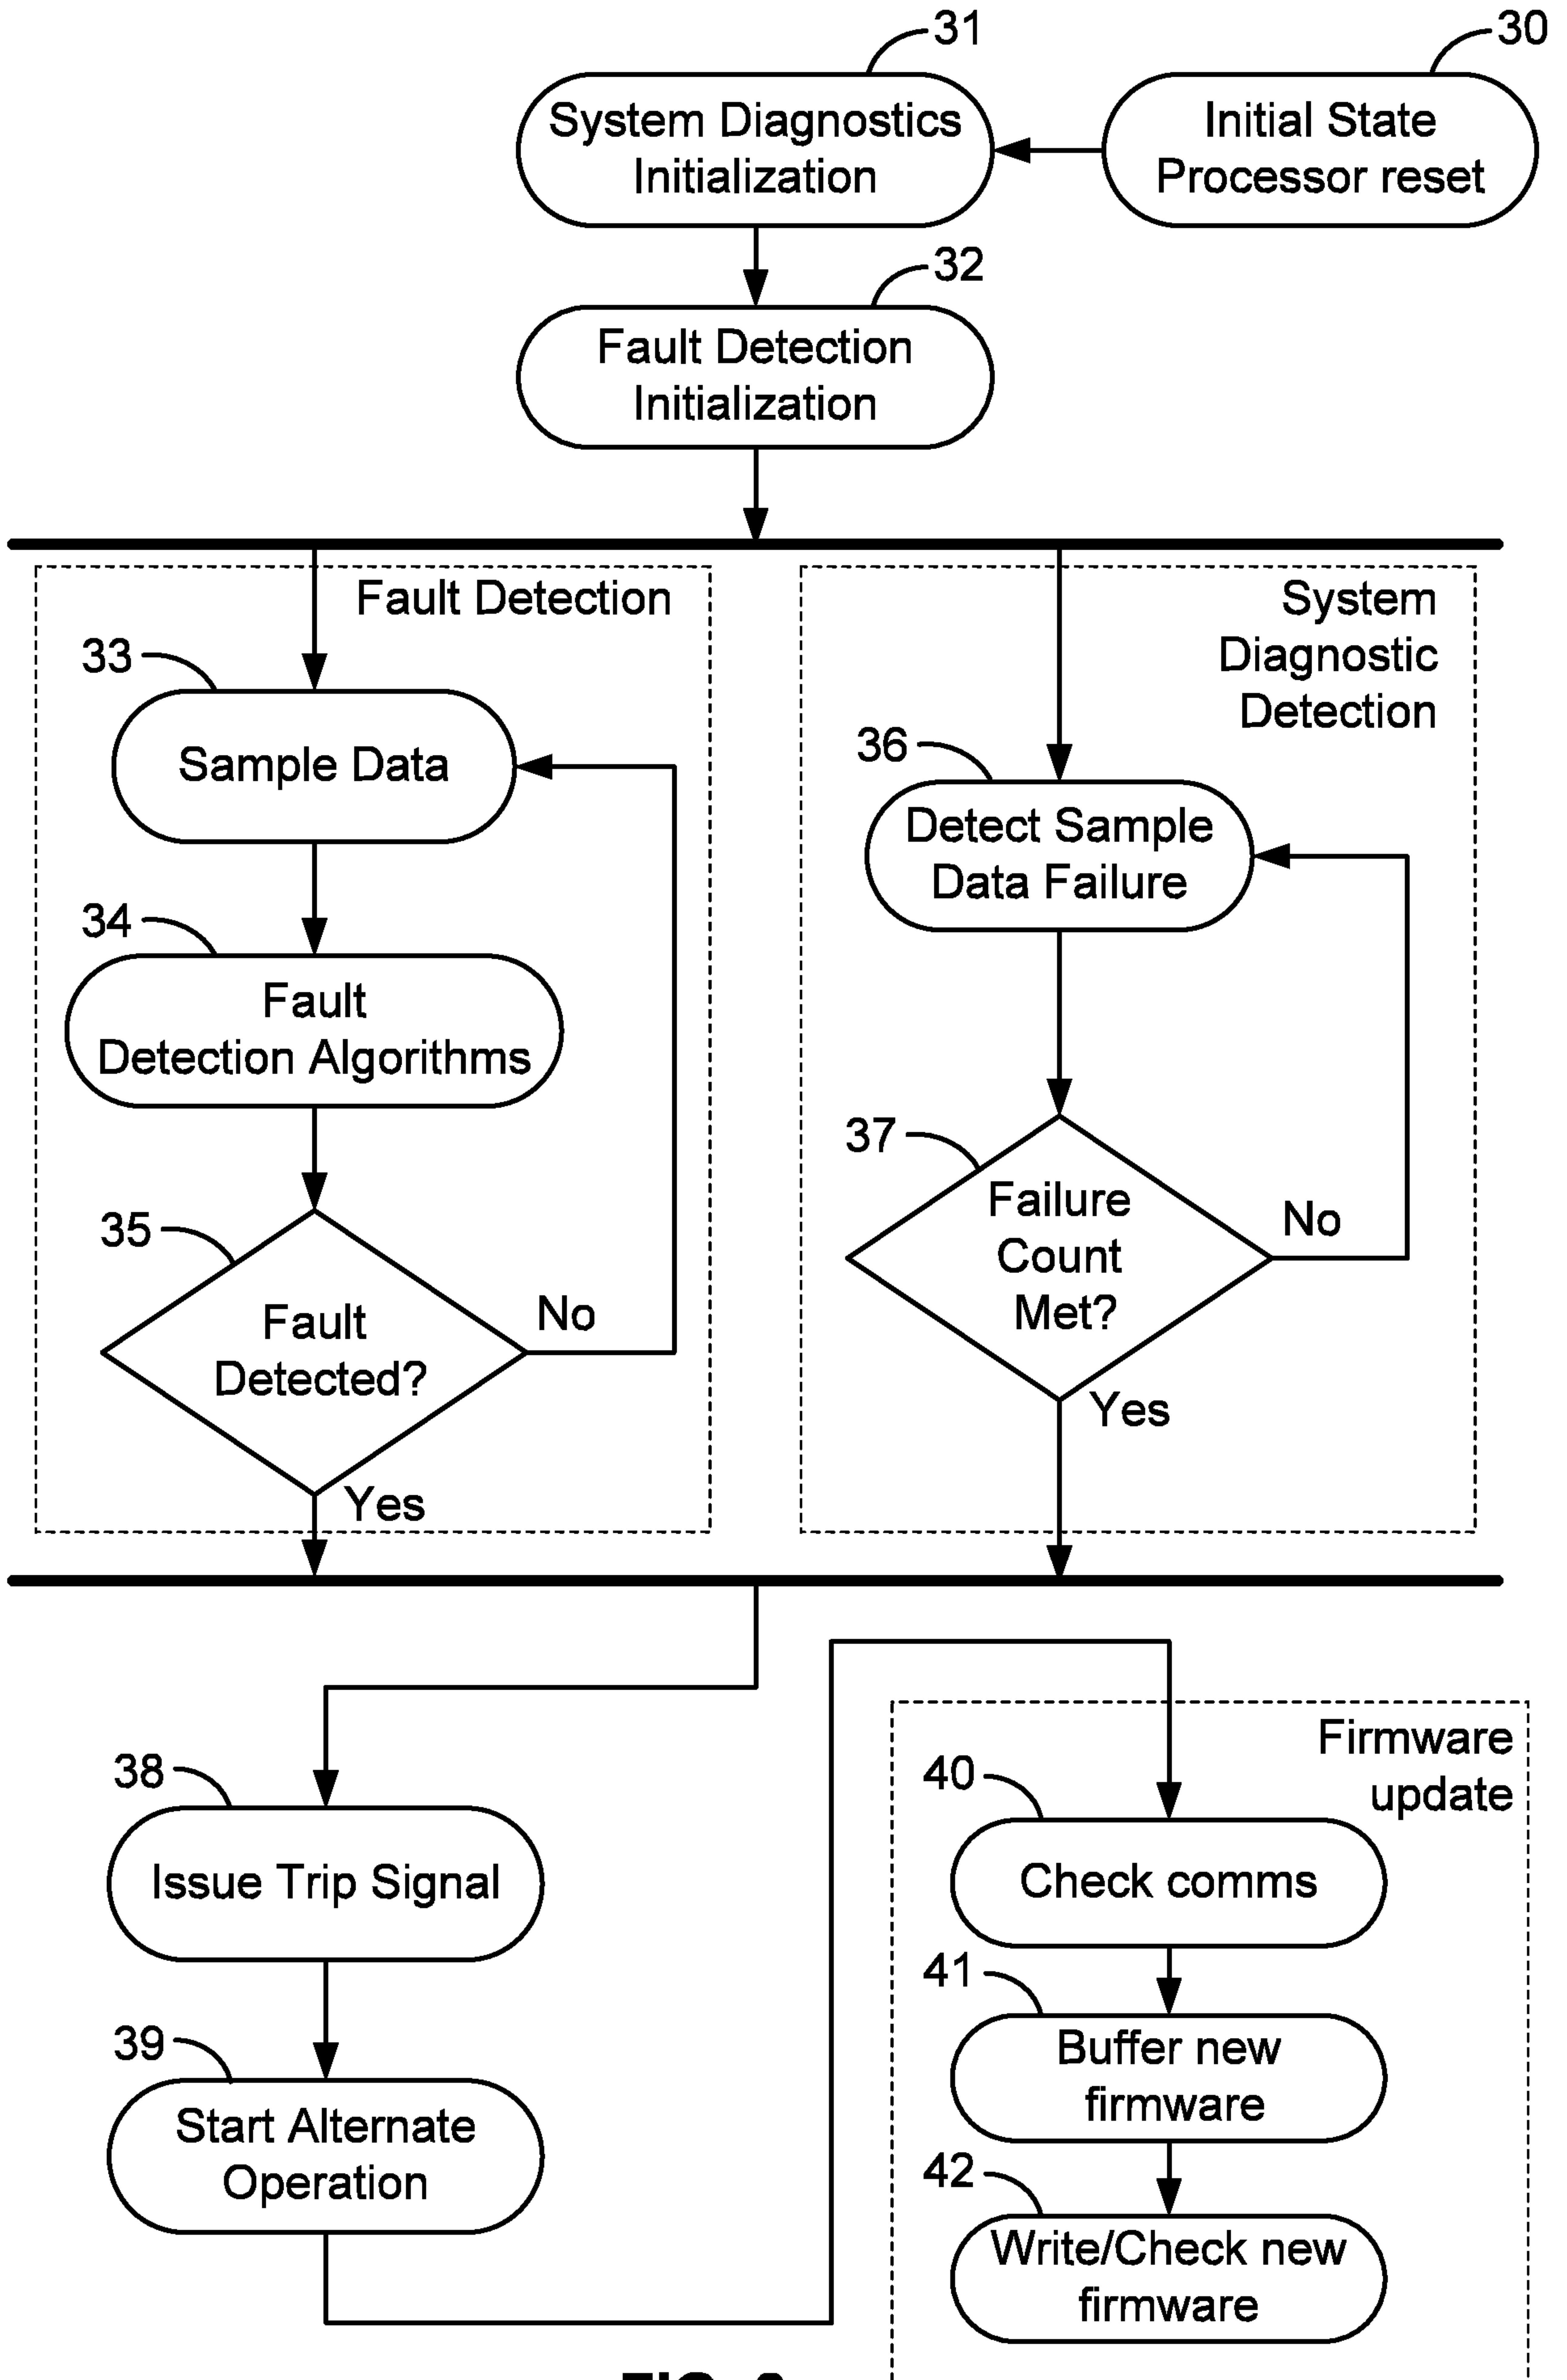 31
30
System Diagnostics
Initialization
Initial State
Processor reset
32
Fault Detection
Initialization
Fault Detection
System
Diagnostic
Detection
33
Sample Data
36
Detect Sample
Data Failure
34
Fault
Detection Algorithms
37
Failure
Count
Met?
No
35
Fault
Detected?
No
Yes
Yes
Firmware
update
38
Issue Trip Signal
40
Check comms
41
Buffer new
firmware
39
Start Alternate
Operation
42
Write/Check new
firmware